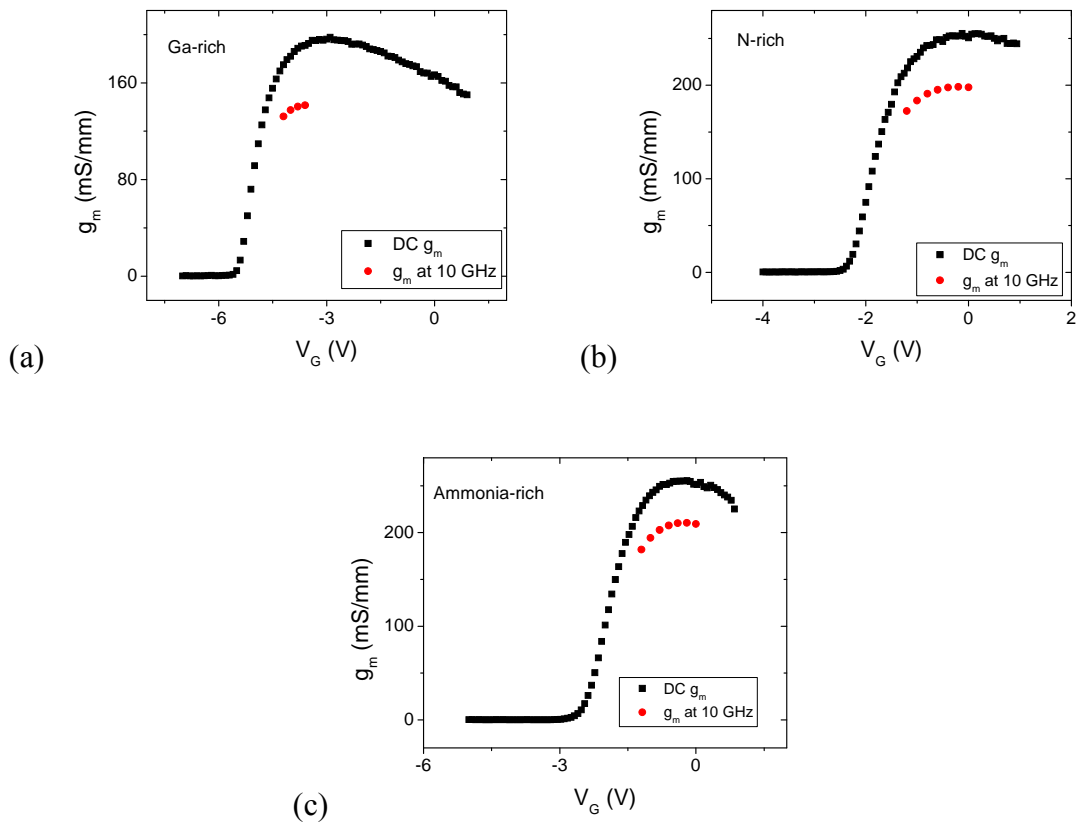 Ga-rich
160
80
0
g_m (mS/mm)
DC g_m
g_m at 10 GHz
-6 -3 0
V_G (V)
(a)
N-rich
200
100
0
g_m (mS/mm)
DC g_m
g_m at 10 GHz
-4 -2 0 2
V_G (V)
(b)
Ammonia-rich
200
100
0
g_m (mS/mm)
DC g_m
g_m at 10 GHz
-6 -3 0
V_G (V)
(c)